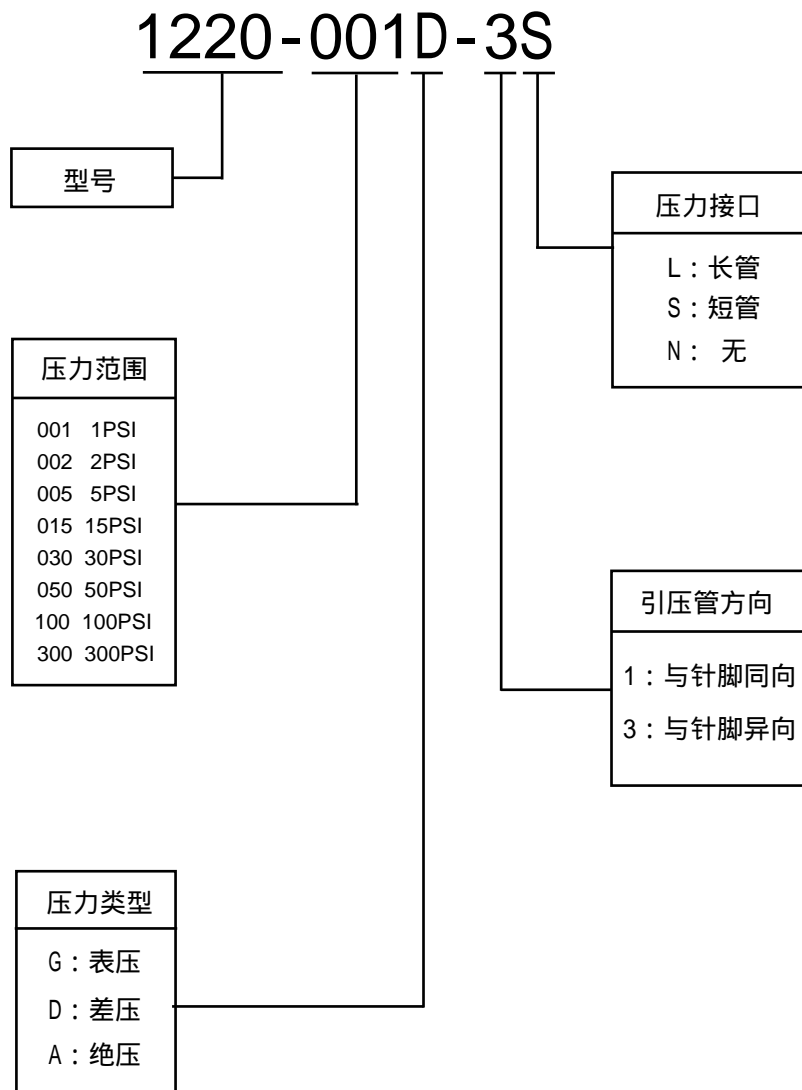 1220-001D-3S
型号
压力接口
L：长管
S：短管
N： 无
压力范围
001 1PSI
002 2PSI
005 5PSI
015 15PSI
030 30PSI
050 50PSI
100 100PSI
300 300PSI
引压管方向
1：与针脚同向
3：与针脚异向
压力类型
G：表压
D：差压
A：绝压